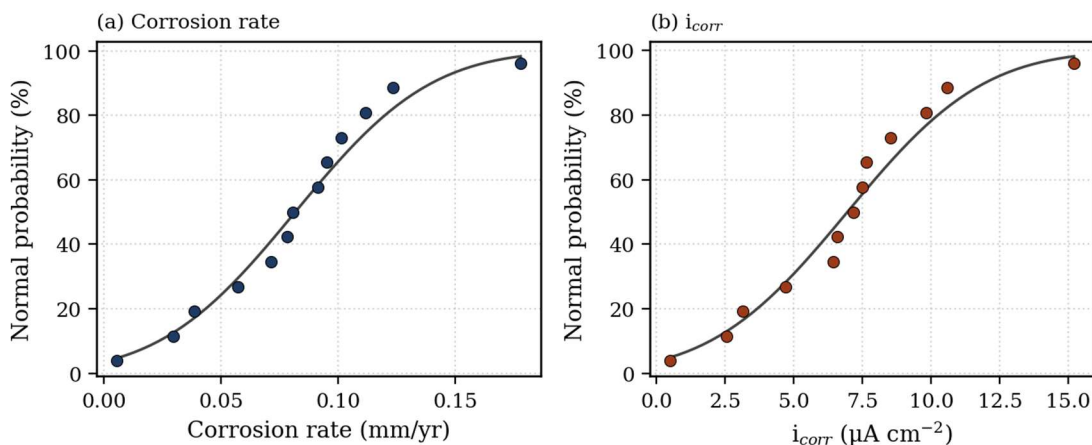 (a) Corrosion rate
Normal probability (%)
100
80
60
40
20
0
0.00 0.05 0.10 0.15
Corrosion rate (mm/yr)
(b) i_corr
Normal probability (%)
100
80
60
40
20
0
0.0 2.5 5.0 7.5 10.0 12.5 15.0
i_corr (μA cm⁻²)